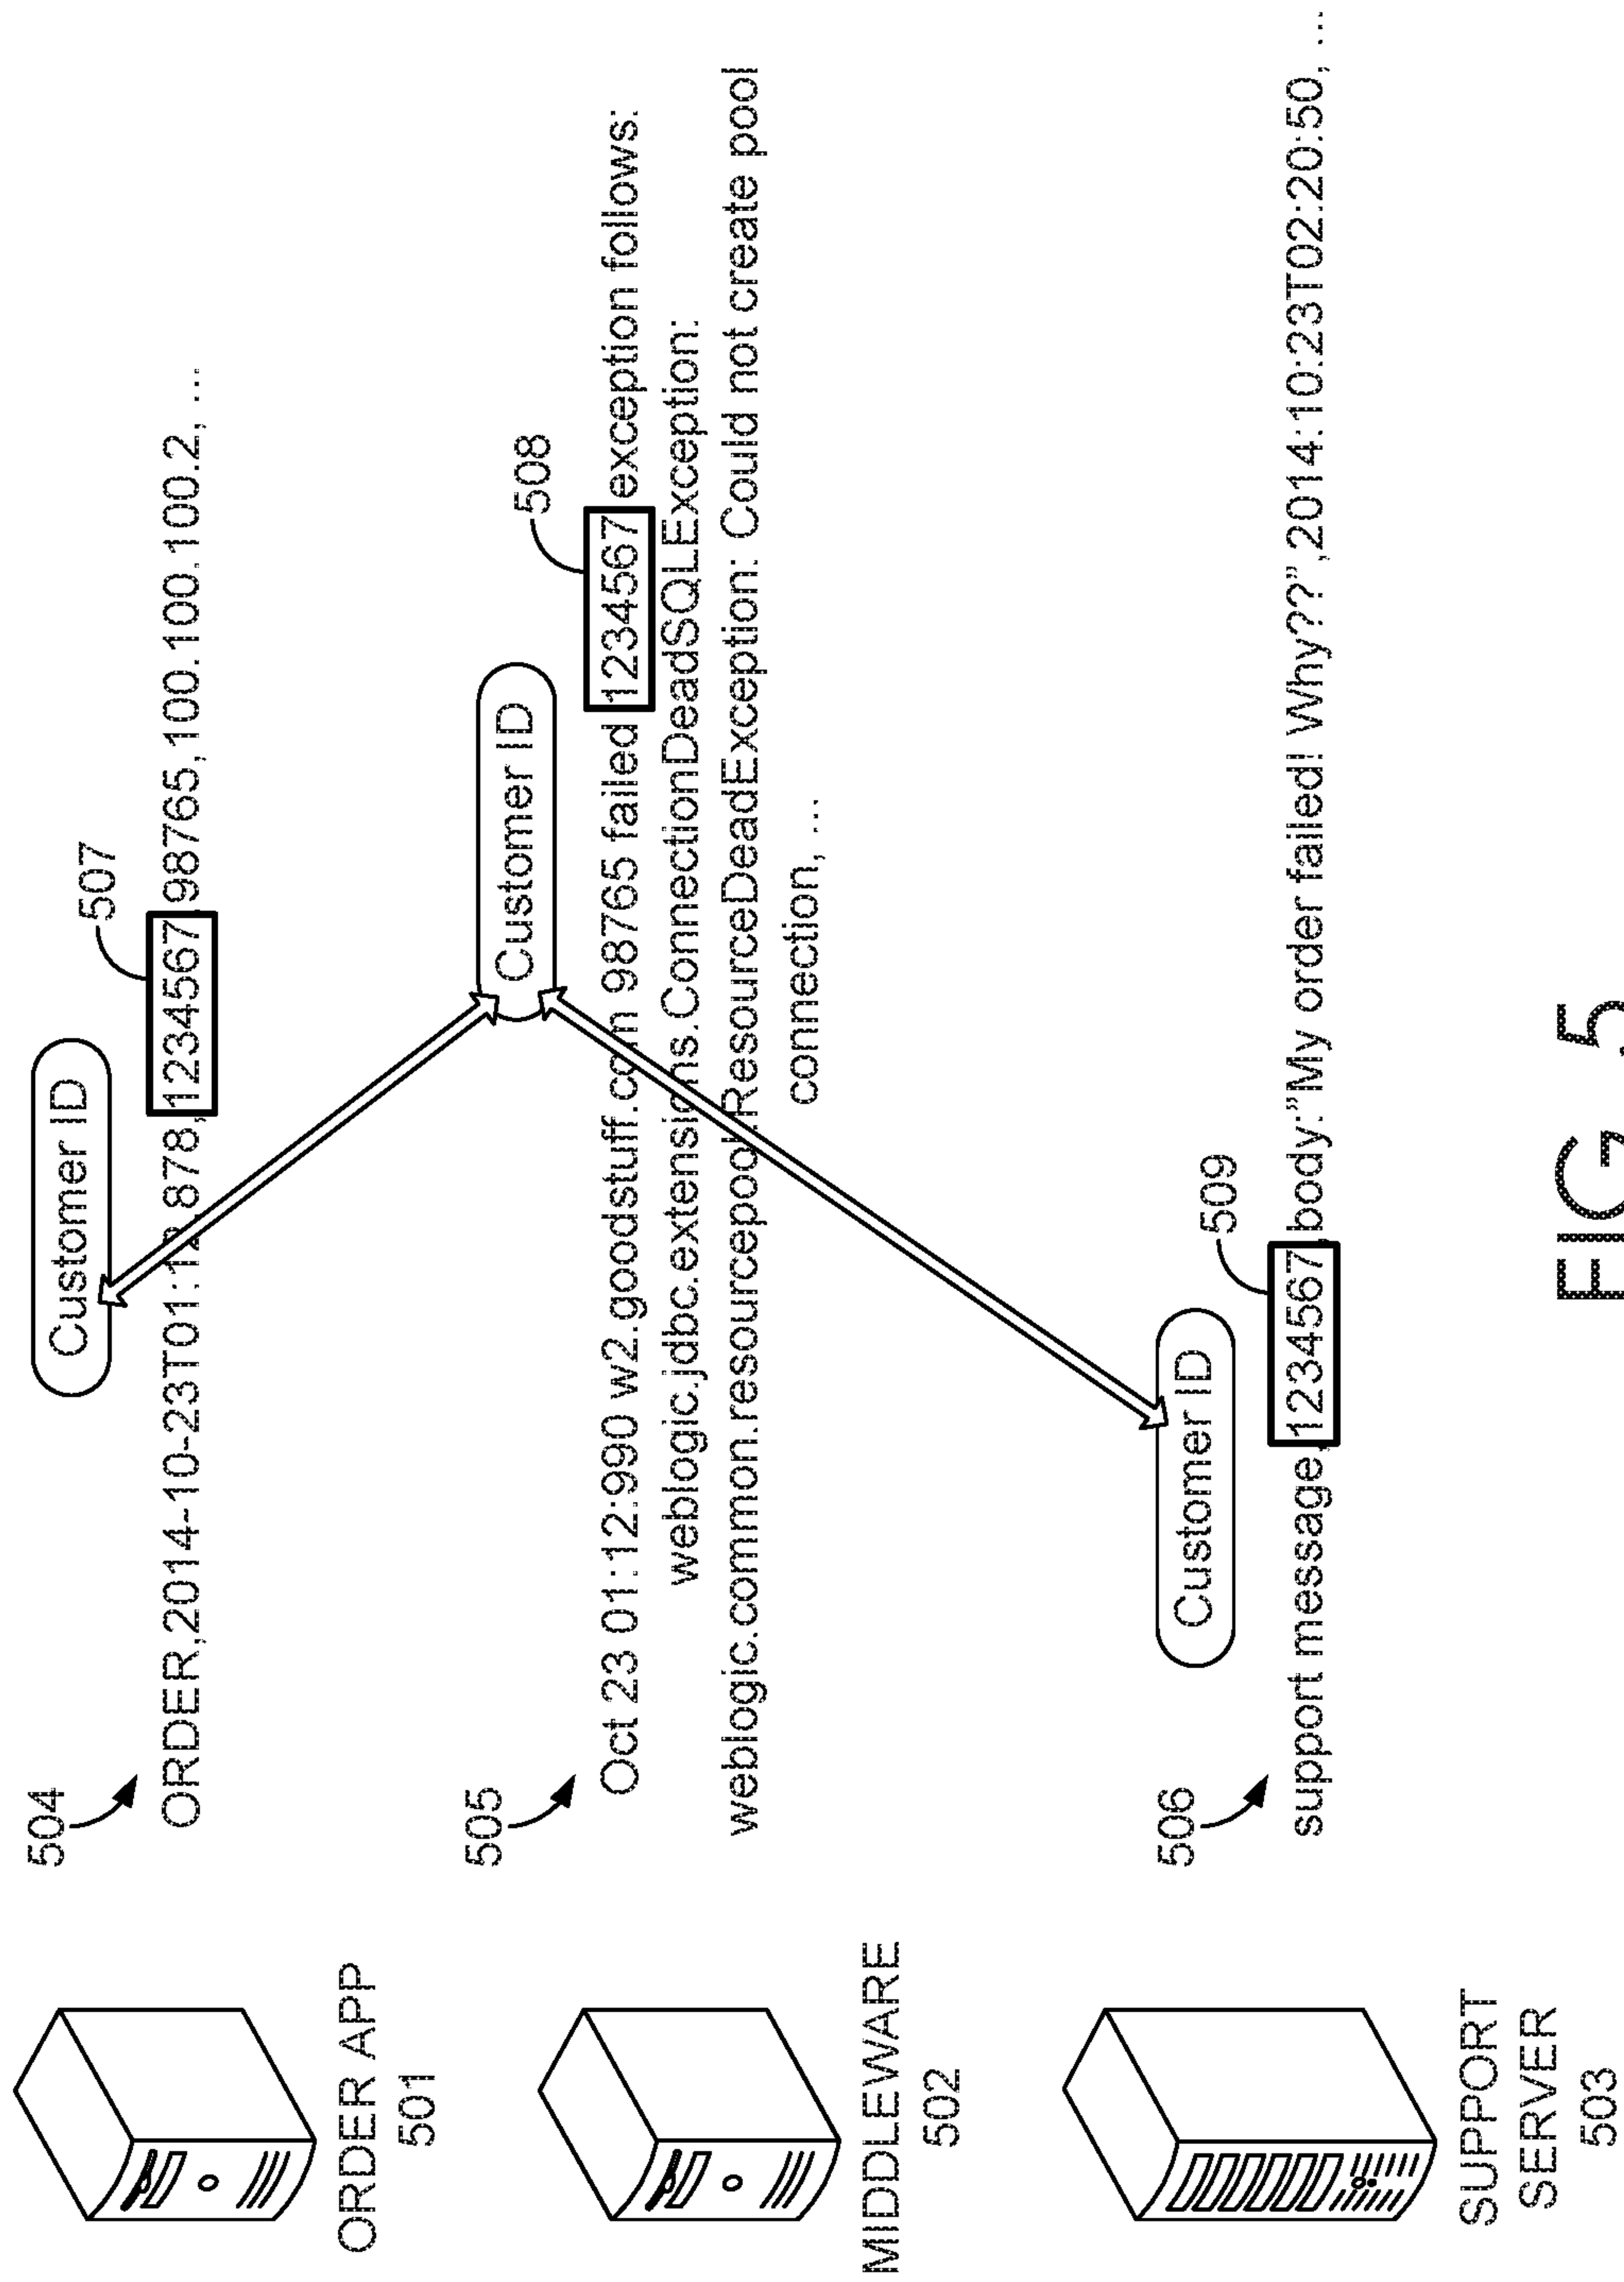 504
Customer ID
507
ORDER,2014-10-23T01:12.878,1234567,98765,100.100.100.2, ...
ORDER APP
501
505
Customer ID
508
Oct 23 01:12:990 w2.goodstuff.com 98765 failed 1234567 exception follows:
weblogic.jdbc.extensions.ConnectionDeadSQLException:
weblogic.common.resourcepool.ResourceDeadException: Could not create pool
connection, ...
MIDDLEWARE
502
506
Customer ID
509
support message,1234567,body:"My order failed! Why??",2014:10:23T02:20:50, ...
SUPPORT
SERVER
503
FIG. 5